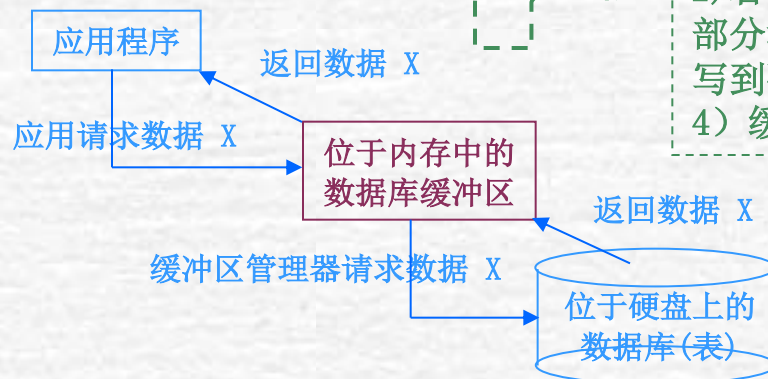 应用程序
返回数据 X
部分
写到
4）缓
应用请求数据 X
位于内存中的
数据库缓冲区
返回数据 X
缓冲区管理器请求数据 X
位于硬盘上的
数据库(表)